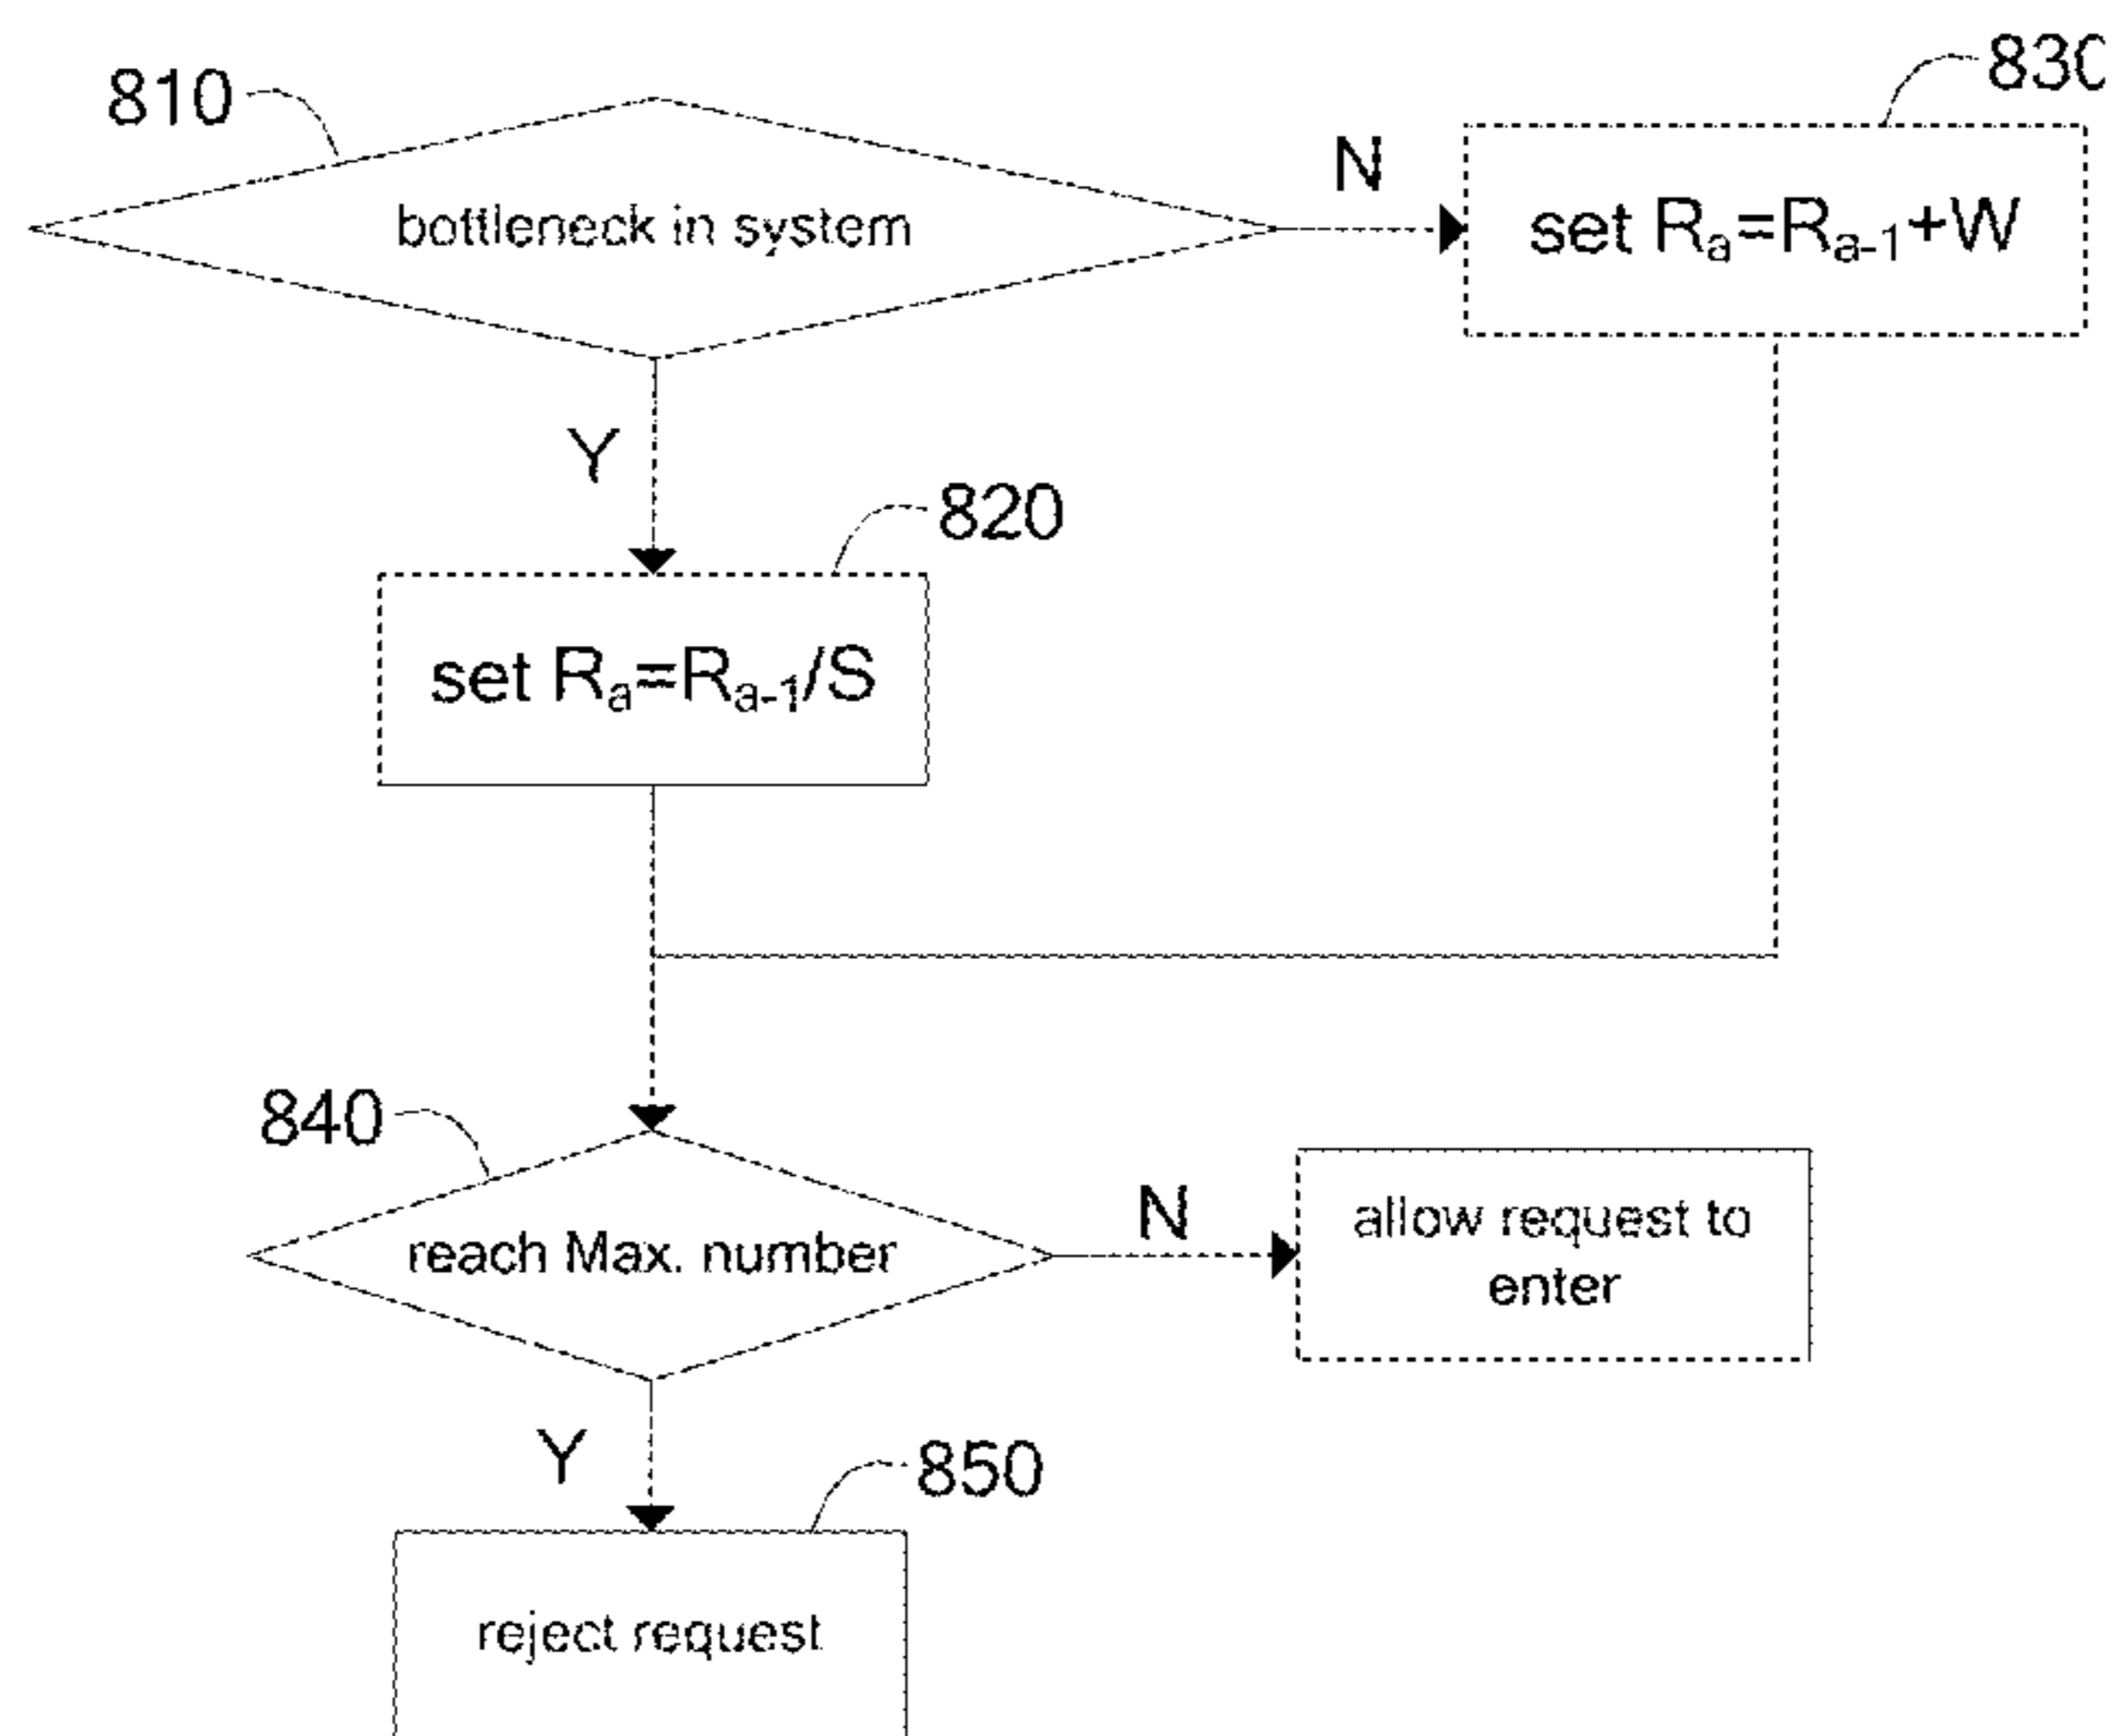 810
830
bottleneck in system
N
set Rₐ=Rₐ₋₁+W
Y
820
set Rₐ=Rₐ₋₁/S
840
reach Max. number
N
allow request to
enter
Y
850
reject request